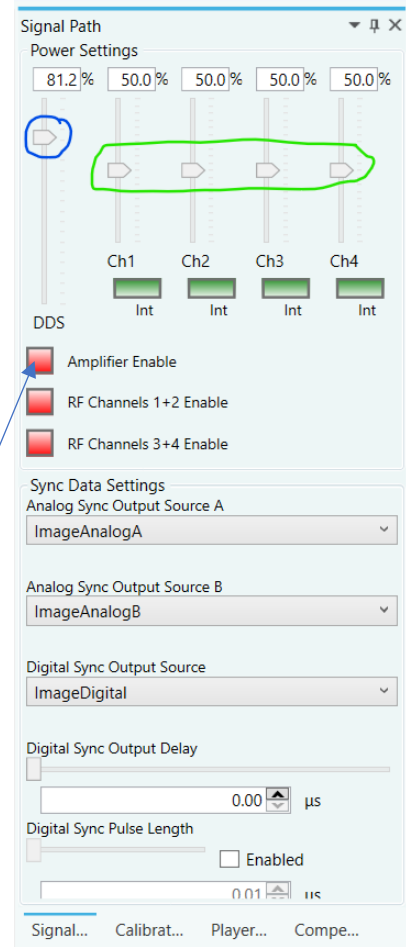 Signal Path
Power Settings
81.2 % 50.0 % 50.0 % 50.0 % 50.0 %
Ch1 Ch2 Ch3 Ch4
Int Int Int Int
DDS
Amplifier Enable
RF Channels 1+2 Enable
RF Channels 3+4 Enable
Sync Data Settings
Analog Sync Output Source A
ImageAnalogA
Analog Sync Output Source B
ImageAnalogB
Digital Sync Output Source
ImageDigital
Digital Sync Output Delay
0.00 µs
Digital Sync Pulse Length
Enabled
0.01 µs
Signal... Calibrat... Player... Compe...